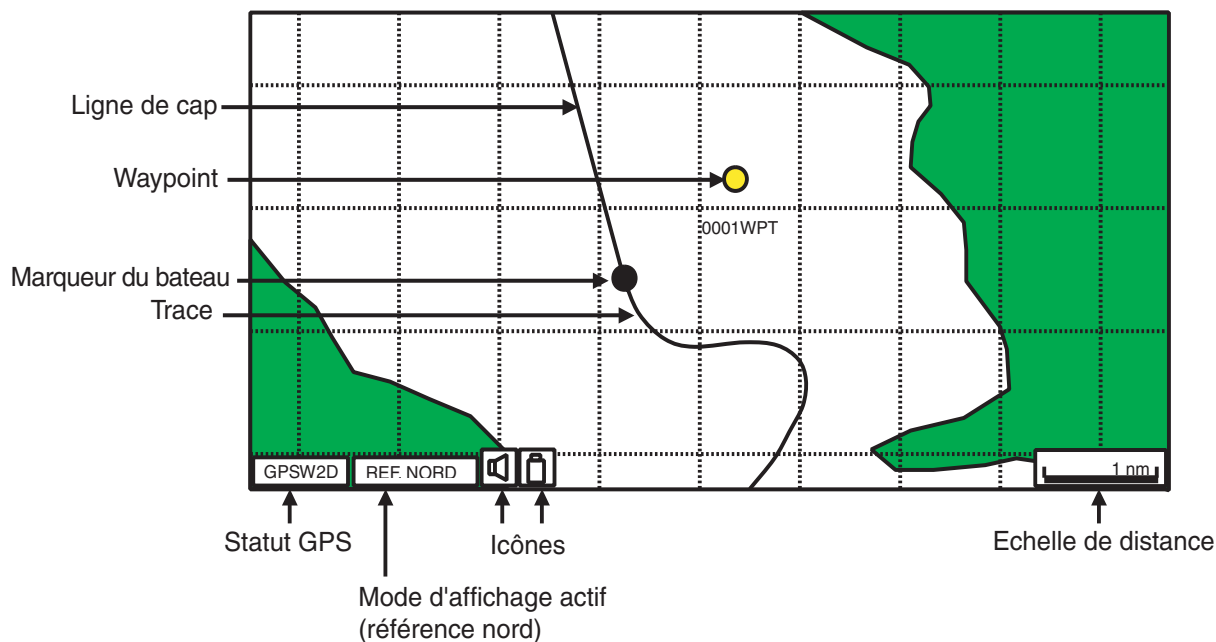 Ligne de cap
Waypoint
0001WPT
Marqueur du bateau
Trace
GPSW2D
REF. NORD
1 nm
Statut GPS
Icônes
Echelle de distance
Mode d'affichage actif
(référence nord)